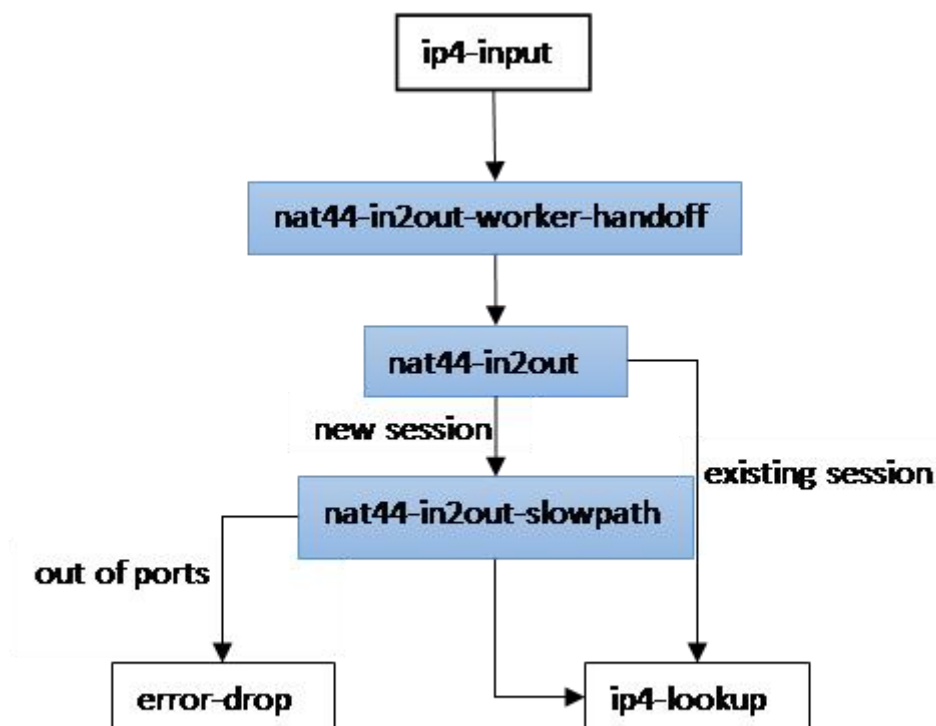 ip4-input
nat44-in2out-worker-handoff
nat44-in2out
new session
existing session
nat44-in2out-slowpath
out of ports
error-drop
ip4-lookup